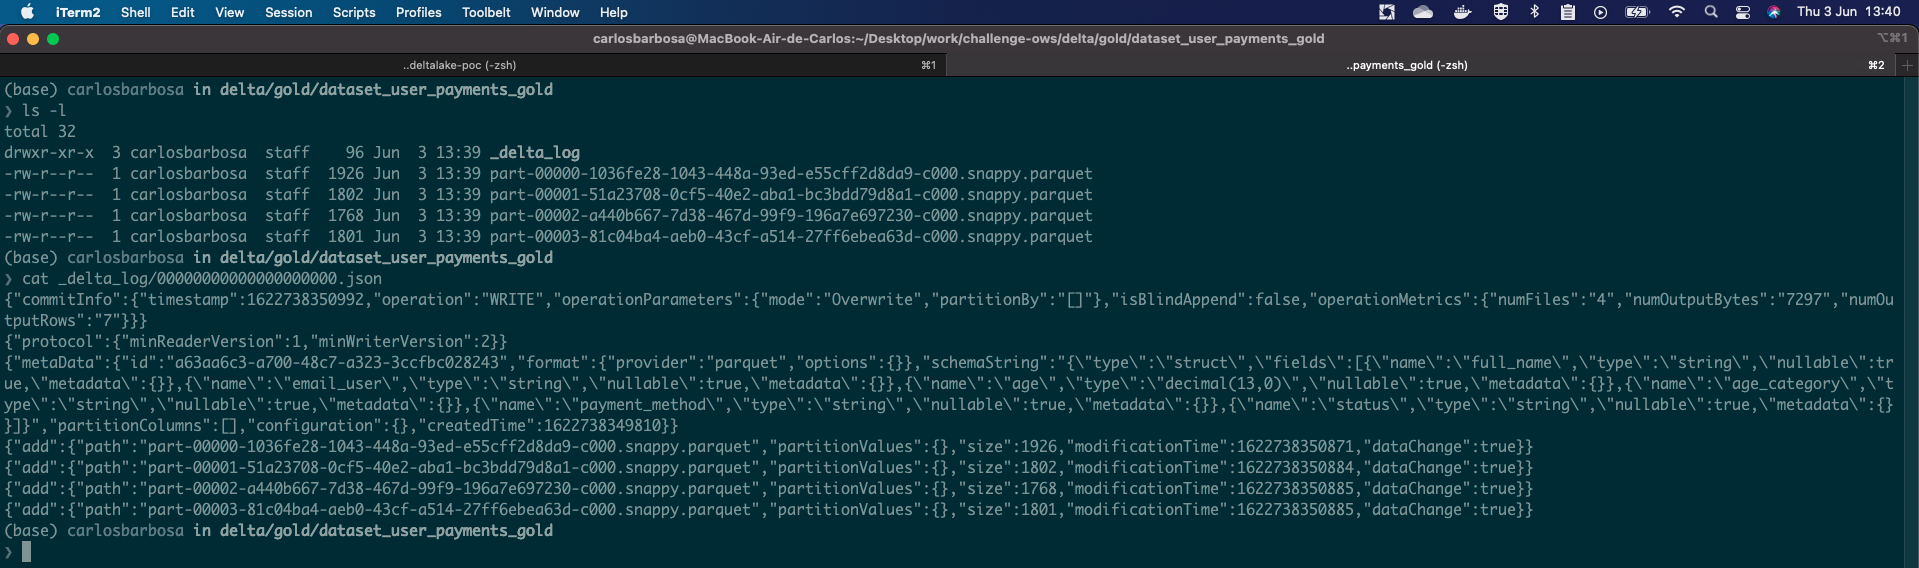 iTerm2 Shell Edit View Session Scripts Profiles Toolbelt Window Help Thu 3 Jun 13:40
carlosbarbosa@MacBook-Air-de-Carlos:~/Desktop/work/challenge-ows/delta/gold/dataset_user_payments_gold ⌥⌘1
..deltalake-poc (-zsh) ⌘1 ..payments_gold (-zsh) ⌘2
(base) carlosbarbosa in delta/gold/dataset_user_payments_gold
❯ ls -l
total 32
drwxr-xr-x  3 carlosbarbosa  staff    96 Jun  3 13:39 _delta_log
-rw-r--r--  1 carlosbarbosa  staff  1926 Jun  3 13:39 part-00000-1036fe28-1043-448a-93ed-e55cff2d8da9-c000.snappy.parquet
-rw-r--r--  1 carlosbarbosa  staff  1802 Jun  3 13:39 part-00001-51a23708-0cf5-40e2-aba1-bc3bdd79d8a1-c000.snappy.parquet
-rw-r--r--  1 carlosbarbosa  staff  1768 Jun  3 13:39 part-00002-a440b667-7d38-467d-99f9-196a7e697230-c000.snappy.parquet
-rw-r--r--  1 carlosbarbosa  staff  1801 Jun  3 13:39 part-00003-81c04ba4-aeb0-43cf-a514-27ff6ebea63d-c000.snappy.parquet
(base) carlosbarbosa in delta/gold/dataset_user_payments_gold
❯ cat _delta_log/00000000000000000000.json
{"commitInfo":{"timestamp":1622738350992,"operation":"WRITE","operationParameters":{"mode":"Overwrite","partitionBy":"[]"},"isBlindAppend":false,"operationMetrics":{"numFiles":"4","numOutputBytes":"7297","numOu
tputRows":"7"}}}
{"protocol":{"minReaderVersion":1,"minWriterVersion":2}}
{"metaData":{"id":"a63aa6c3-a700-48c7-a323-3ccfbc028243","format":{"provider":"parquet","options":{}},"schemaString":"{\"type\":\"struct\",\"fields\":[{\"name\":\"full_name\",\"type\":\"string\",\"nullable\":tr
ue,\"metadata\":{}},{\"name\":\"email_user\",\"type\":\"string\",\"nullable\":true,\"metadata\":{}},{\"name\":\"age\",\"type\":\"decimal(13,0)\",\"nullable\":true,\"metadata\":{}},{\"name\":\"age_category\",\"t
ype\":\"string\",\"nullable\":true,\"metadata\":{}},{\"name\":\"payment_method\",\"type\":\"string\",\"nullable\":true,\"metadata\":{}},{\"name\":\"status\",\"type\":\"string\",\"nullable\":true,\"metadata\":{}
}]}","partitionColumns":[],"configuration":{},"createdTime":1622738349810}}
{"add":{"path":"part-00000-1036fe28-1043-448a-93ed-e55cff2d8da9-c000.snappy.parquet","partitionValues":{},"size":1926,"modificationTime":1622738350871,"dataChange":true}}
{"add":{"path":"part-00001-51a23708-0cf5-40e2-aba1-bc3bdd79d8a1-c000.snappy.parquet","partitionValues":{},"size":1802,"modificationTime":1622738350884,"dataChange":true}}
{"add":{"path":"part-00002-a440b667-7d38-467d-99f9-196a7e697230-c000.snappy.parquet","partitionValues":{},"size":1768,"modificationTime":1622738350885,"dataChange":true}}
{"add":{"path":"part-00003-81c04ba4-aeb0-43cf-a514-27ff6ebea63d-c000.snappy.parquet","partitionValues":{},"size":1801,"modificationTime":1622738350885,"dataChange":true}}
(base) carlosbarbosa in delta/gold/dataset_user_payments_gold
❯